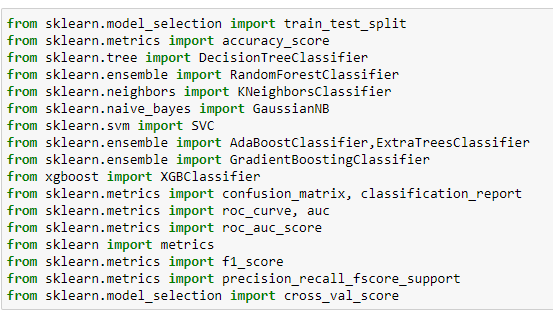 from sklearn.model_selection import train_test_split
from sklearn.metrics import accuracy_score
from sklearn.tree import DecisionTreeClassifier
from sklearn.ensemble import RandomForestClassifier
from sklearn.neighbors import KNeighborsClassifier
from sklearn.naive_bayes import GaussianNB
from sklearn.svm import SVC
from sklearn.ensemble import AdaBoostClassifier,ExtraTreesClassifier
from sklearn.ensemble import GradientBoostingClassifier
from xgboost import XGBClassifier
from sklearn.metrics import confusion_matrix, classification_report
from sklearn.metrics import roc_curve, auc
from sklearn.metrics import roc_auc_score
from sklearn import metrics
from sklearn.metrics import f1_score
from sklearn.metrics import precision_recall_fscore_support
from sklearn.model_selection import cross_val_score